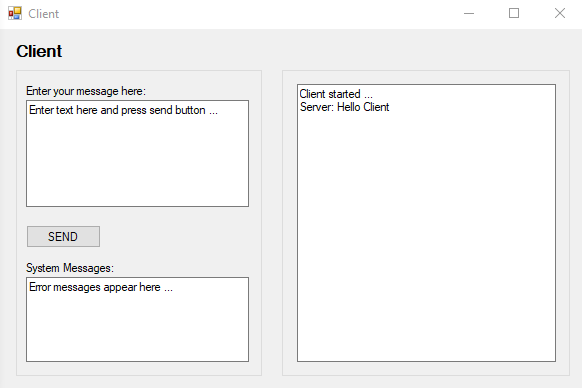 Client
Client
Enter your message here:
Enter text here and press send button ...
SEND
System Messages:
Error messages appear here ...
Client started ...
Server: Hello Client